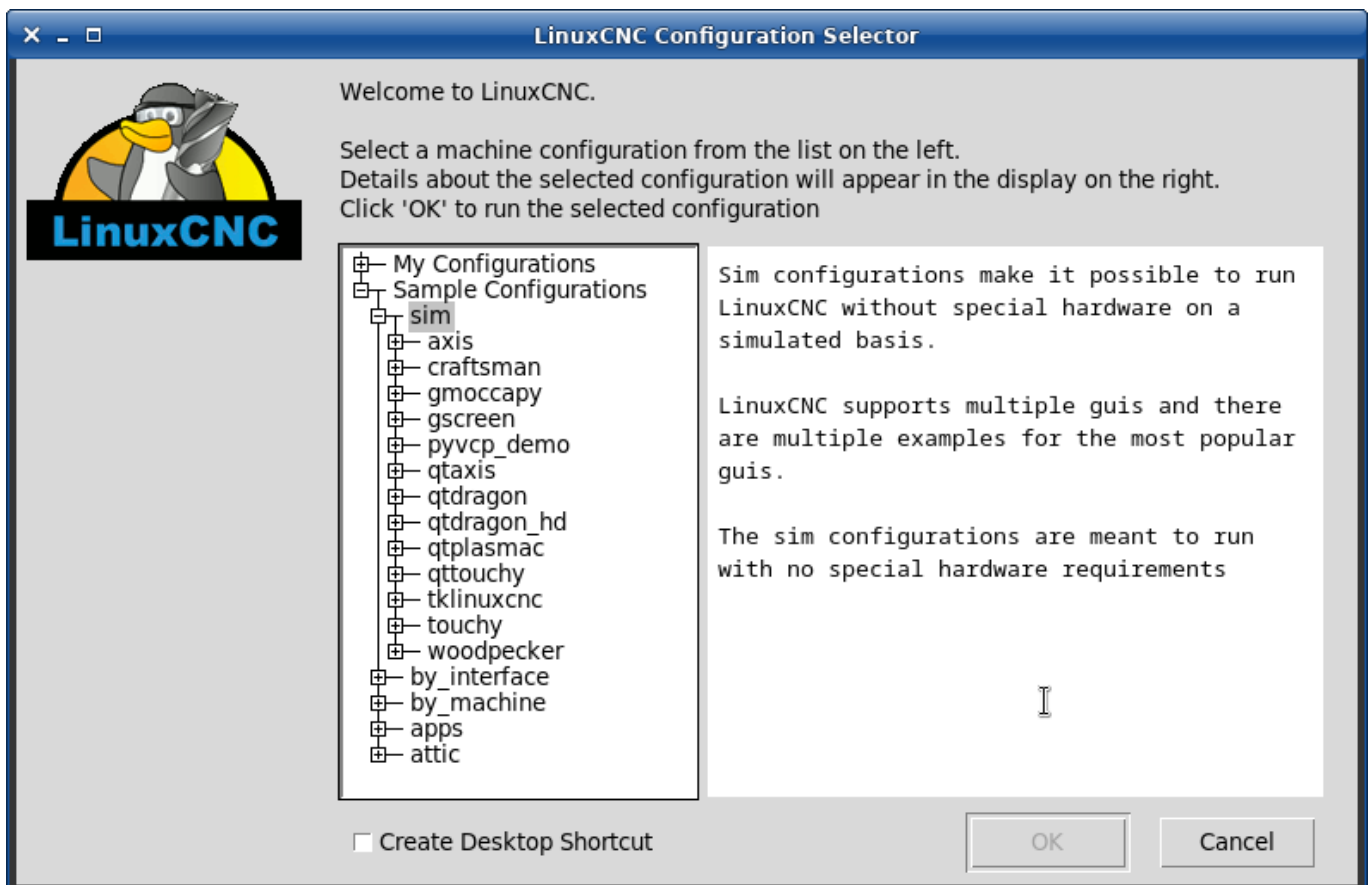 LinuxCNC Configuration Selector
LinuxCNC
Welcome to LinuxCNC.
Select a machine configuration from the list on the left.
Details about the selected configuration will appear in the display on the right.
Click 'OK' to run the selected configuration
My Configurations
Sample Configurations
sim
axis
craftsman
gmoccapy
gscreen
pyvcp_demo
qtaxis
qtdragon
qtdragon_hd
qtplasmac
qttouchy
tklinuxcnc
touchy
woodpecker
by_interface
by_machine
apps
attic
Sim configurations make it possible to run
LinuxCNC without special hardware on a
simulated basis.
LinuxCNC supports multiple guis and there
are multiple examples for the most popular
guis.
The sim configurations are meant to run
with no special hardware requirements
Create Desktop Shortcut
OK
Cancel